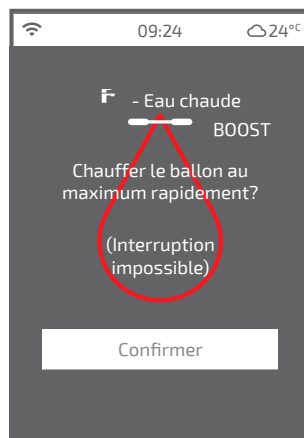 09:24 24°C
- Eau chaude
BOOST
Chauffer le ballon au
maximum rapidement?
(Interruption
impossible)
Confirmer